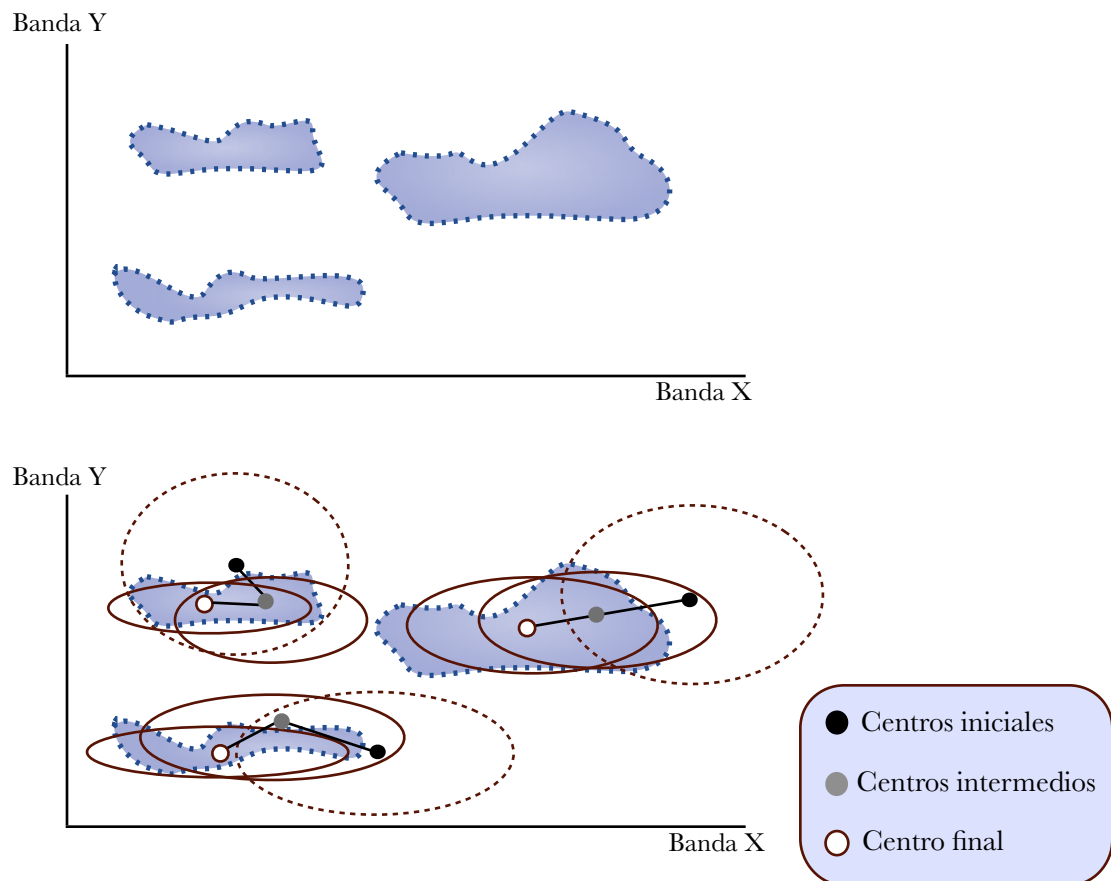 Banda Y
Banda X
Banda Y
Centros iniciales
Centros intermedios
Centro final
Banda X